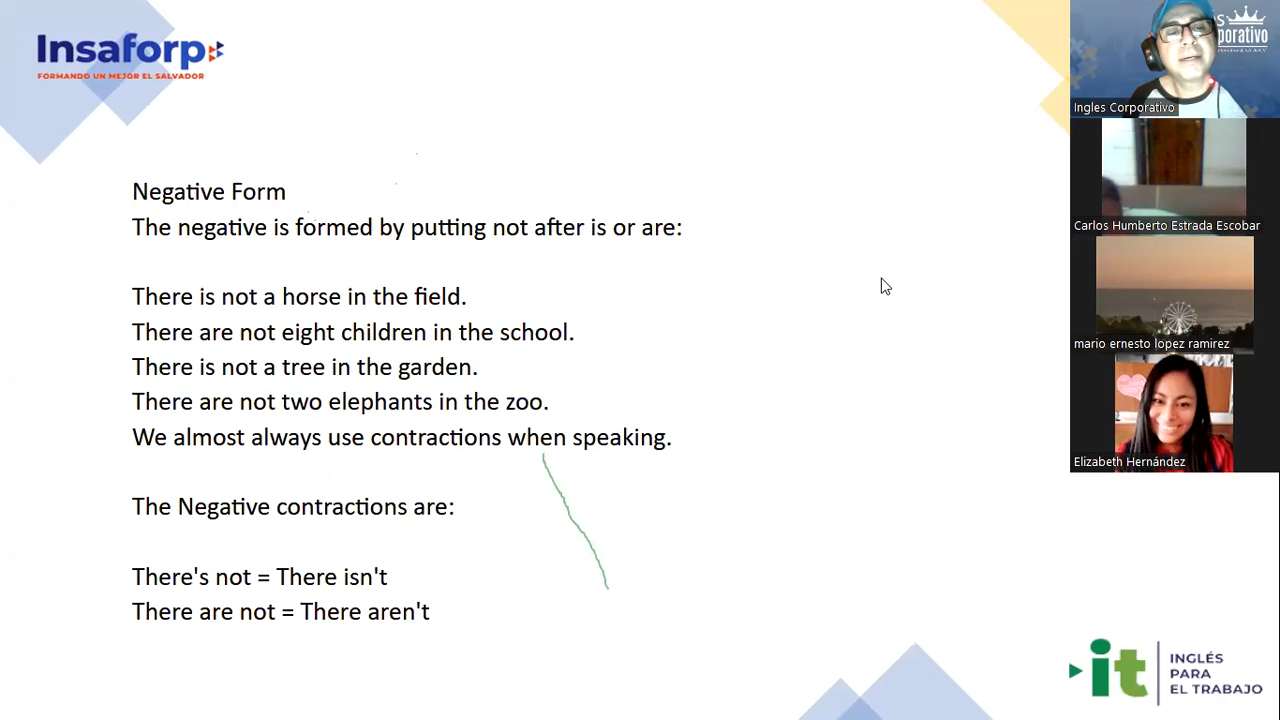 Insaforp
FORMANDO UN MEJOR EL SALVADOR
Negative Form
The negative is formed by putting not after is or are:
There is not a horse in the field.
There are not eight children in the school.
There is not a tree in the garden.
There are not two elephants in the zoo.
We almost always use contractions when speaking.
The Negative contractions are:
There's not = There isn't
There are not = There aren't
it
INGLÉS
PARA
EL TRABAJO
Ingles Corporativo
Carlos Humberto Estrada Escobar
mario ernesto lopez ramirez
Elizabeth Hernández